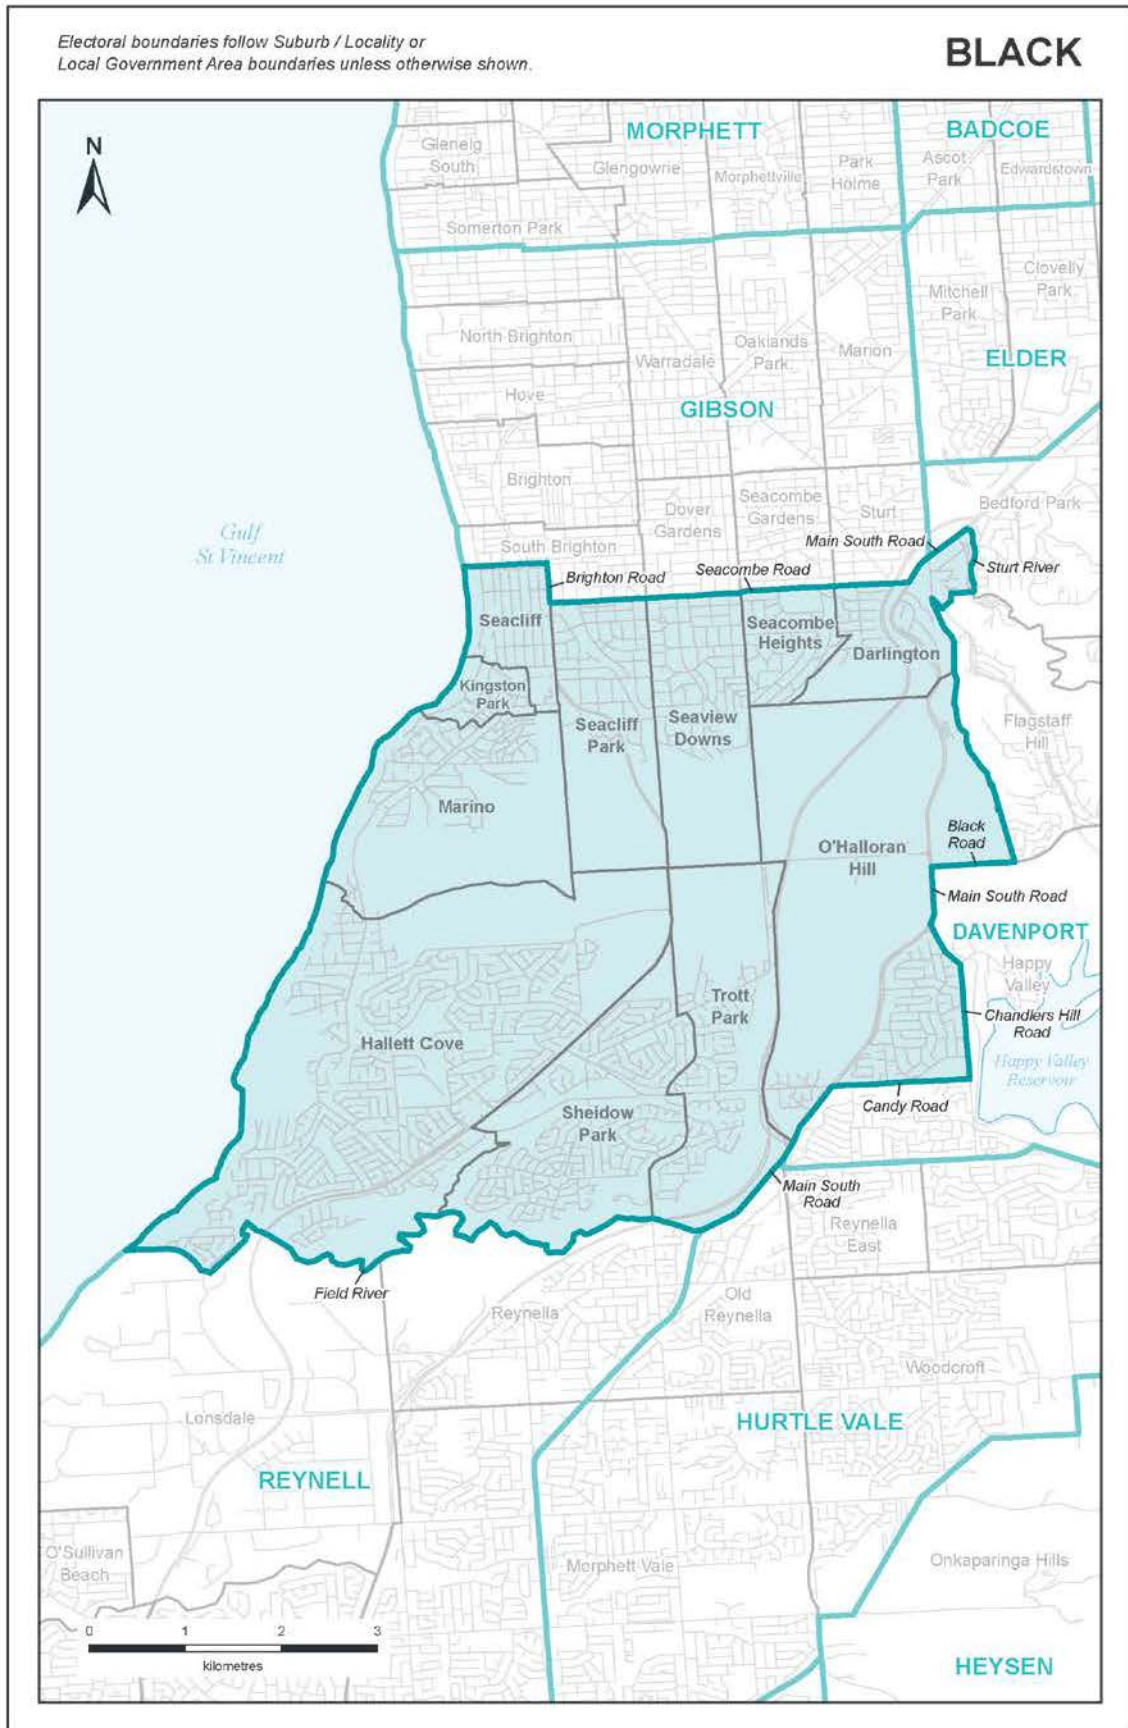 Electoral boundaries follow Suburb / Locality or
Local Government Area boundaries unless otherwise shown.
BLACK
N
MORPHETT
BADCOE
Glenelg
South
Glengowrie
Morphettville
Park
Holme
Ascot
Park
Edwardstown
Somerton Park
Clovelly
Park
Mitchell
Park
North Brighton
Warradale
Oaklands
Park
Marion
ELDER
Hove
GIBSON
Brighton
Dover
Gardens
Seacombe
Gardens
Sturt
Bedford Park
Gulf
St Vincent
South Brighton
Main South Road
Brighton Road
Seacombe Road
Sturt River
Seacliff
Seacombe
Heights
Darlington
Kingston
Park
Seacliff
Park
Seaview
Downs
Flagstaff
Hill
Marino
O'Halloran
Hill
Black
Road
Main South Road
DAVENPORT
Happy
Valley
Trott
Park
Chandlers Hill
Road
Hallett Cove
Happy Valley
Reservoir
Sheidow
Park
Candy Road
Main South
Road
Reynella
East
Field River
Reynella
Old
Reynella
Woodcroft
Lonsdale
HURTLE VALE
REYNELL
O'Sullivan
Beach
Morphett Vale
Onkaparinga Hills
0 1 2 3
kilometres
HEYSEN